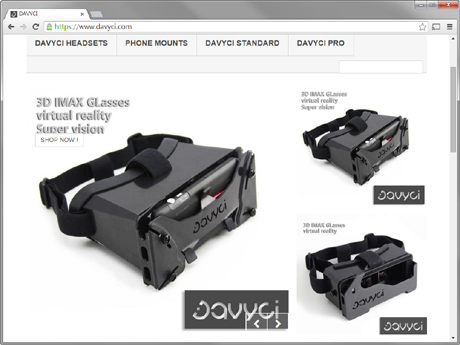 DAVYCI
https://www.davyci.com
DAVYCI HEADSETS PHONE MOUNTS DAVYCI STANDARD DAVYCI PRO
3D IMAX GLasses
virtual reality
Super vision
SHOP NOW !
davyci
davyci
3D IMAX GLasses
virtual reality
Super vision
davyci
3D IMAX GLasses
virtual reality
davyci
davyci